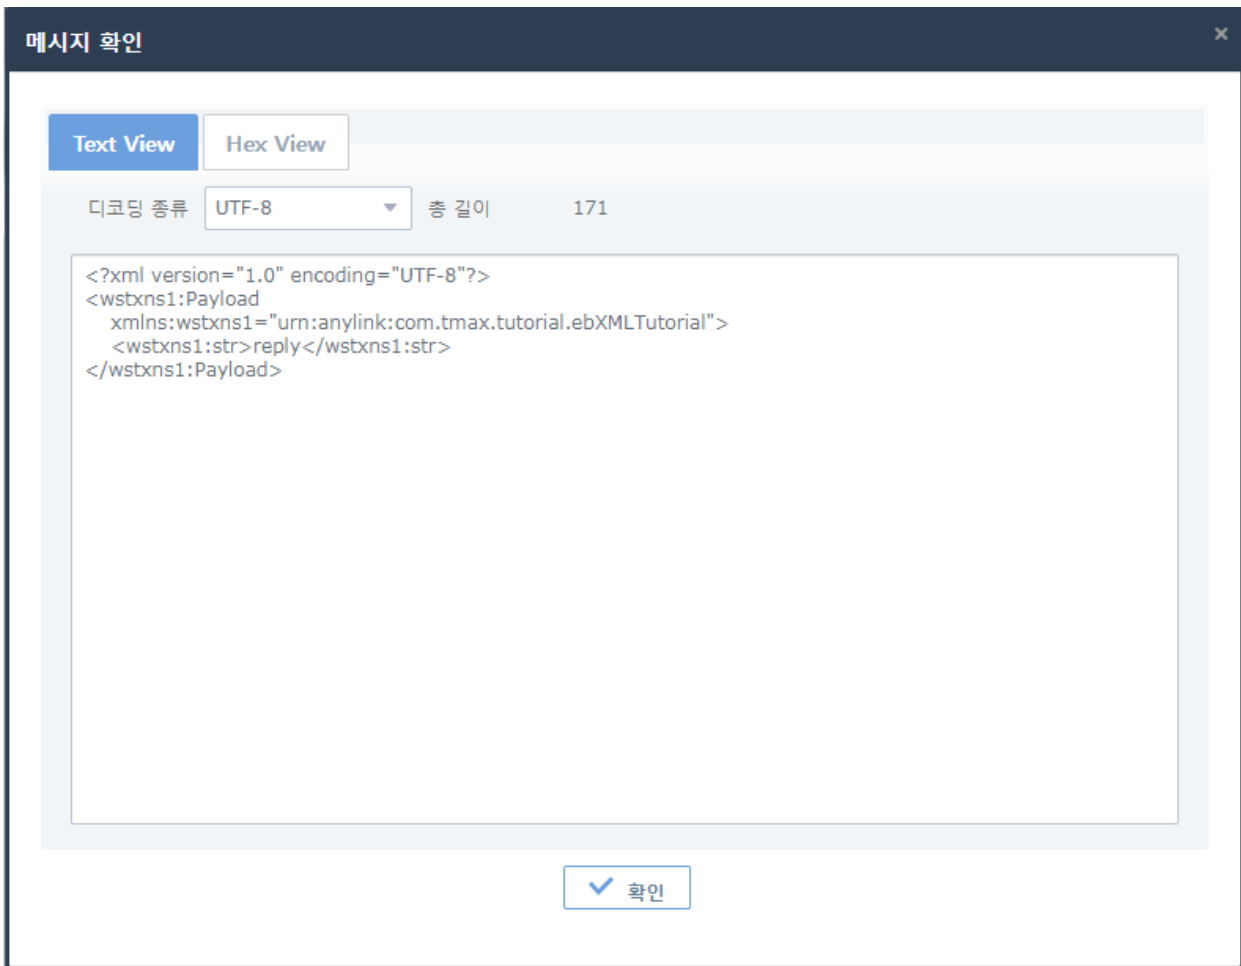 메시지 확인 ×
Text View Hex View
디코딩 종류 UTF-8 총 길이 171
<?xml version="1.0" encoding="UTF-8"?>
<wstxns1:Payload
xmlns:wstxns1="urn:anylink:com.tmax.tutorial.ebXMLTutorial">
<wstxns1:str>reply</wstxns1:str>
</wstxns1:Payload>
확인